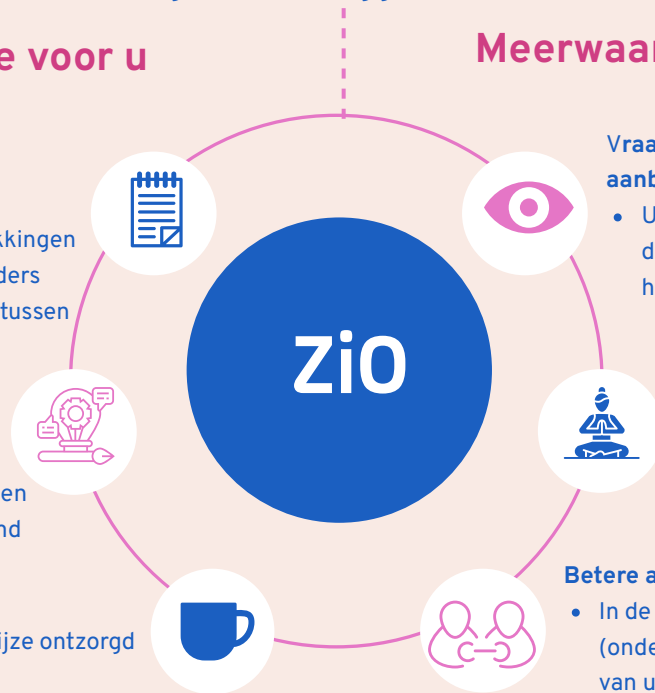 e voor u
Meerwaar
kkingen
ders
tussen
en
nd
ijze ontzorgd
ZiO
Vraa
aanb
• U
d
h
Betere a
• In de
(onde
van u